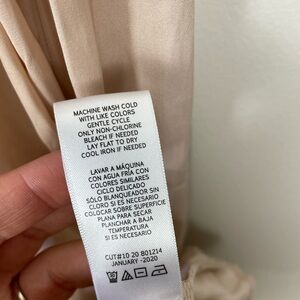 MACHINE WASH COLD
WITH LIKE COLORS
GENTLE CYCLE
ONLY NON-CHLORINE
BLEACH IF NEEDED
LAY FLAT TO DRY
COOL IRON IF NEEDED
LAVAR A MÁQUINA
CON AGUA FRÍA CON
COLORES SIMILARES
CICLO DELICADO
SÓLO BLANQUEADOR SIN
CLORO SI ES NECESARIO
COLOCAR SOBRE SUPERFICIE
PLANA PARA SECAR
PLANCHAR A BAJA
TEMPERATURA
SI ES NECESARIO
CUT#10 20 801214
JANUARY -2020